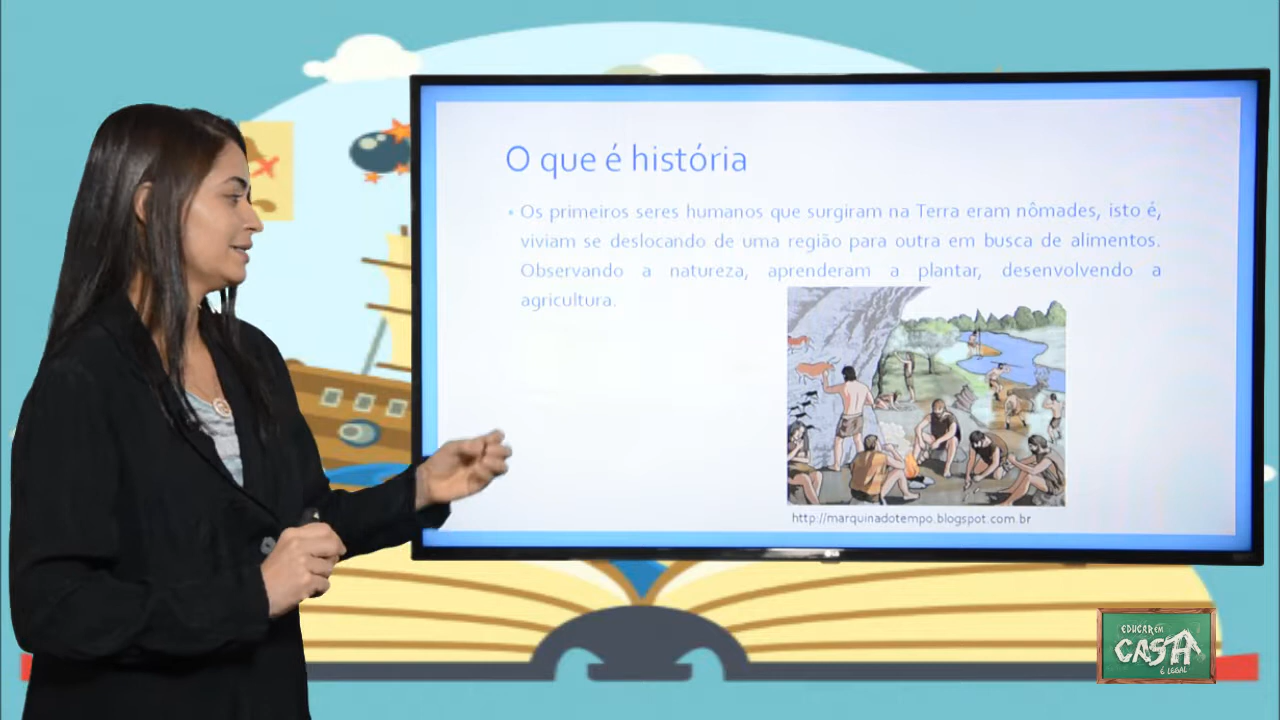 O que é história
• Os primeiros seres humanos que surgiram na Terra eram nômades, isto é,
viviam se deslocando de uma região para outra em busca de alimentos.
Observando a natureza, aprenderam a plantar, desenvolvendo a
agricultura.
http://marquinadotempo.blogspot.com.br
LG
EDUCAR EM
CASA
É LEGAL